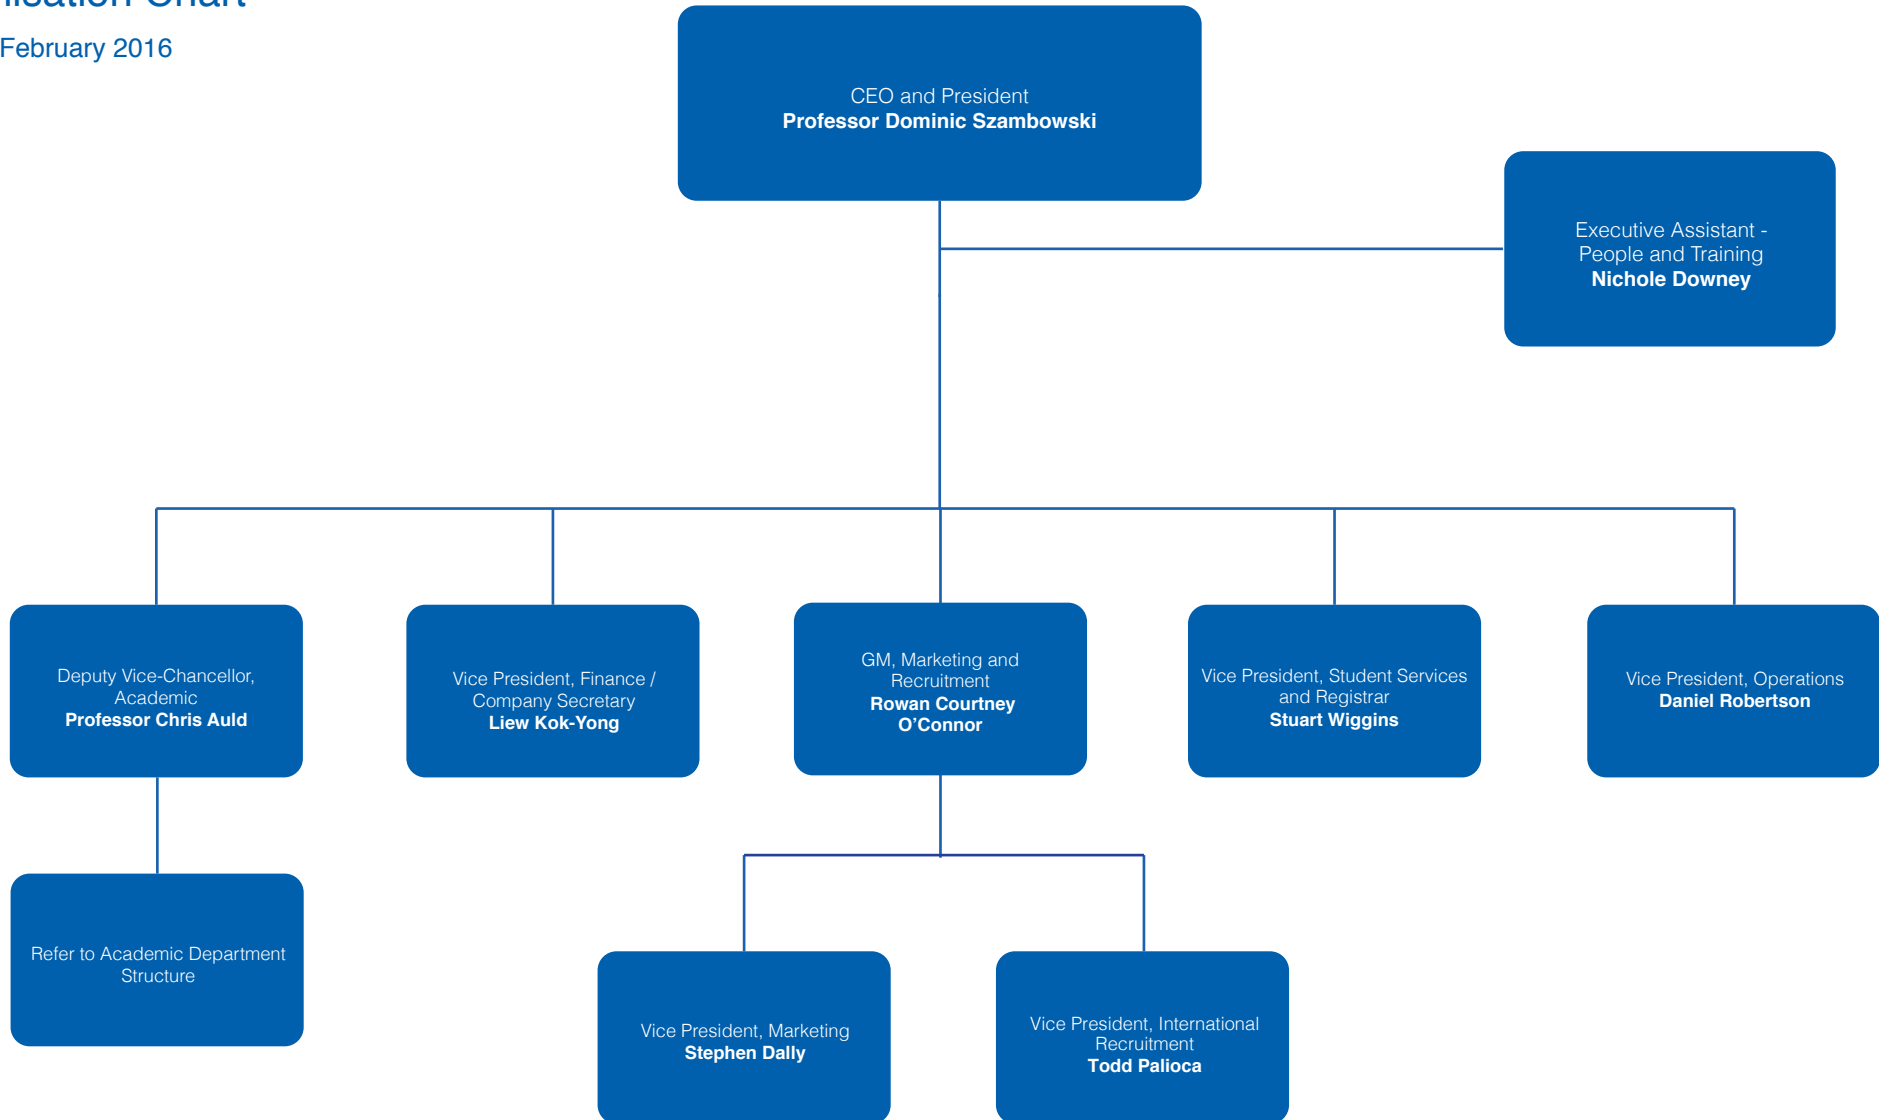 February 2016
CEO and President
Professor Dominic Szambowski
Executive Assistant -
People and Training
Nichole Downey
Deputy Vice-Chancellor,
Academic
Professor Chris Auld
Vice President, Finance /
Company Secretary
Liew Kok-Yong
GM, Marketing and
Recruitment
Rowan Courtney
O’Connor
Vice President, Student Services
and Registrar
Stuart Wiggins
Vice President, Operations
Daniel Robertson
Refer to Academic Department
Structure
Vice President, Marketing
Stephen Dally
Vice President, International
Recruitment
Todd Palioca